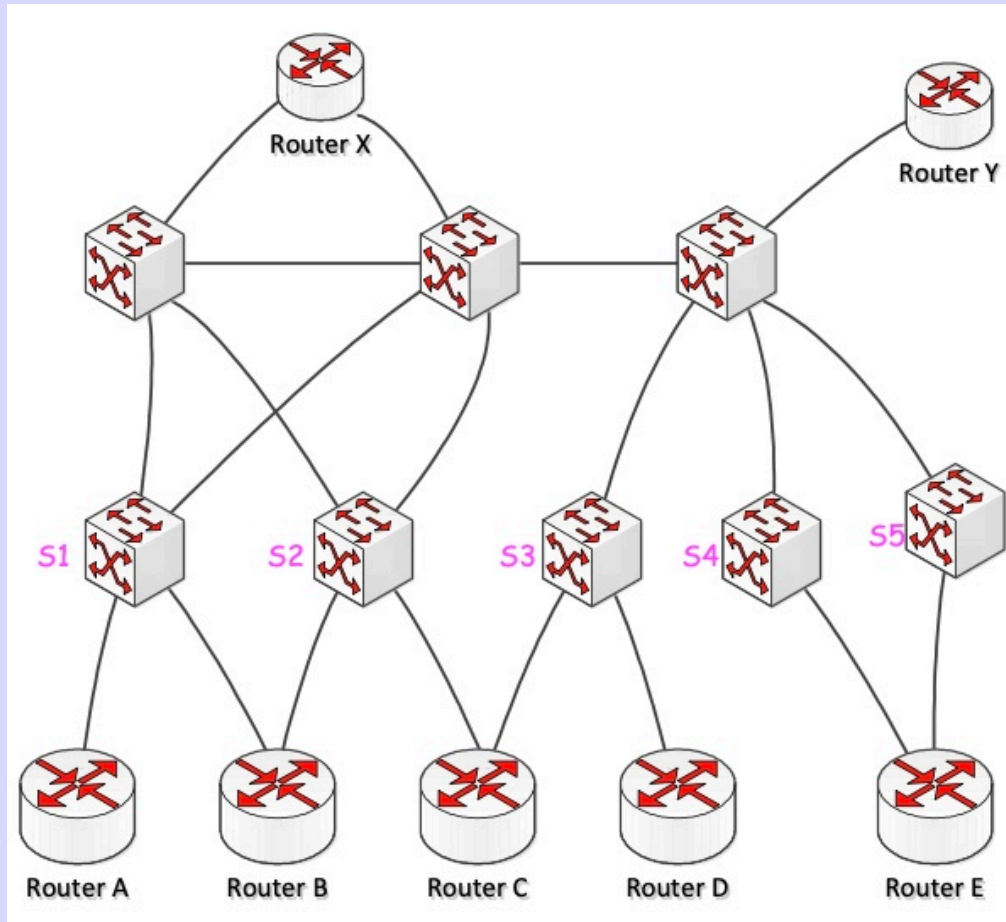 Router X
Router Y
S1
S2
S3
S4
S5
Router A
Router B
Router C
Router D
Router E